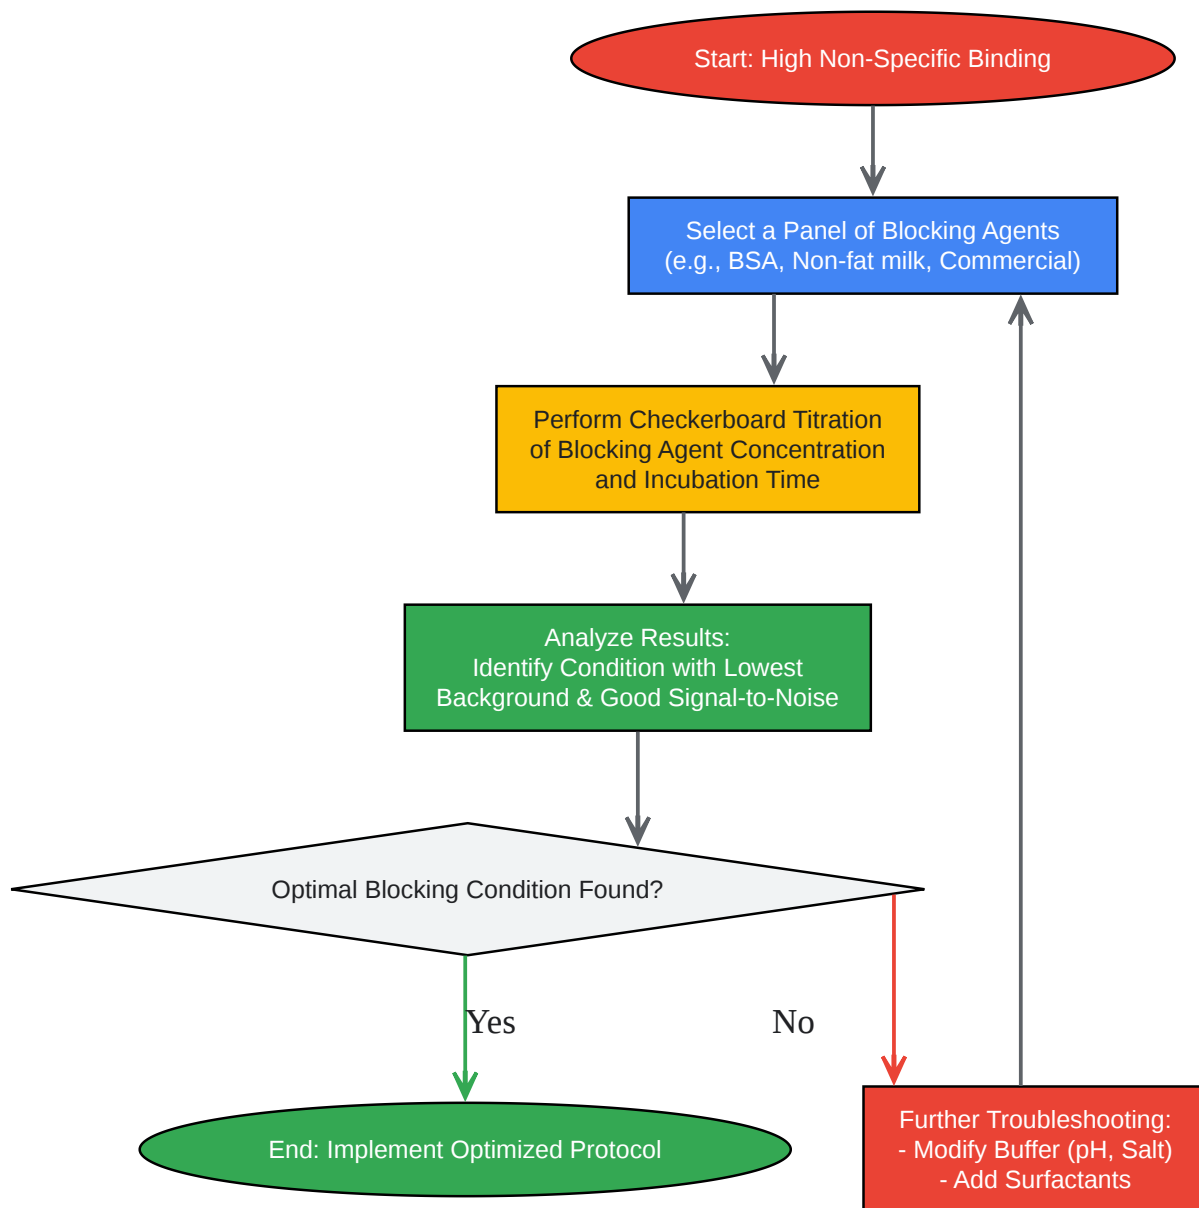 Start: High Non-Specific Binding
Select a Panel of Blocking Agents
(e.g., BSA, Non-fat milk, Commercial)
Perform Checkerboard Titration
of Blocking Agent Concentration
and Incubation Time
Analyze Results:
Identify Condition with Lowest
Background & Good Signal-to-Noise
Optimal Blocking Condition Found?
Yes
No
End: Implement Optimized Protocol
Further Troubleshooting:
- Modify Buffer (pH, Salt)
- Add Surfactants